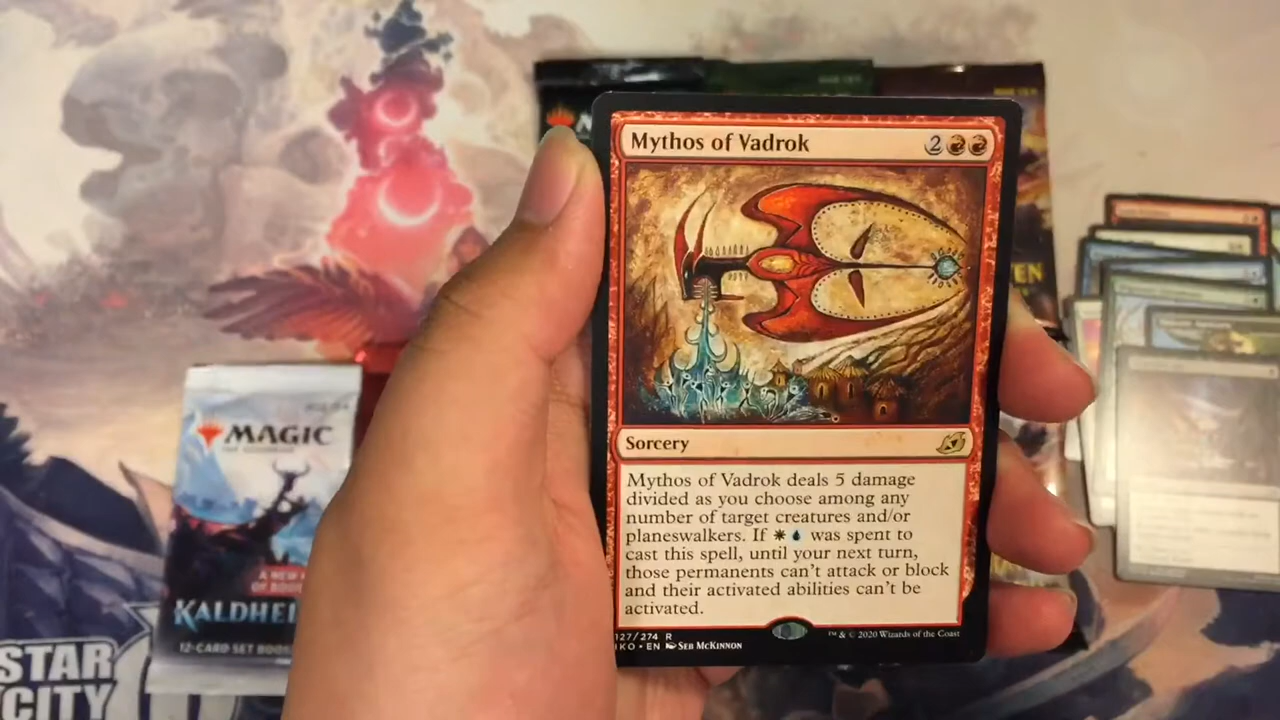 Mythos of Vadrok
2
Sorcery
Mythos of Vadrok deals 5 damage
divided as you choose among any
number of target creatures and/or
planeswalkers. If was spent to
cast this spell, until your next turn,
those permanents can't attack or block
and their activated abilities can't be
activated.
127/274 R
IKO • EN SEB MCKINNON
™ & © 2020 Wizards of the Coast
MAGIC
KALDHEI
12-CARD SET BOOS
STAR
CITY